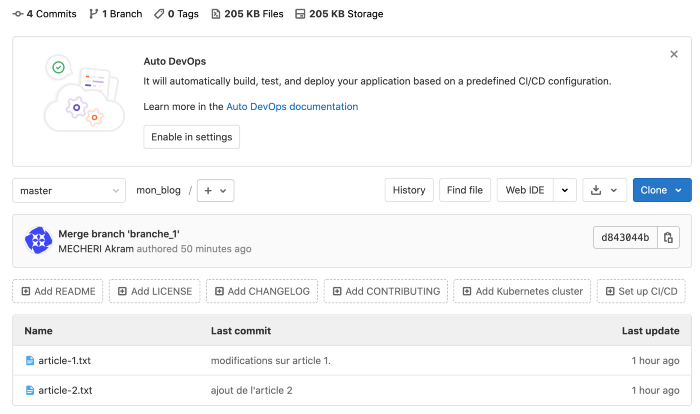 4 Commits 1 Branch 0 Tags 205 KB Files 205 KB Storage
Auto DevOps
It will automatically build, test, and deploy your application based on a predefined CI/CD configuration.
Learn more in the Auto DevOps documentation
Enable in settings
master mon_blog / + History Find file Web IDE Clone
Merge branch 'branche_1'
MECHERI Akram authored 50 minutes ago
d843044b
Add README Add LICENSE Add CHANGELOG Add CONTRIBUTING Add Kubernetes cluster Set up CI/CD
Name Last commit Last update
article-1.txt modifications sur article 1. 1 hour ago
article-2.txt ajout de l'article 2 1 hour ago